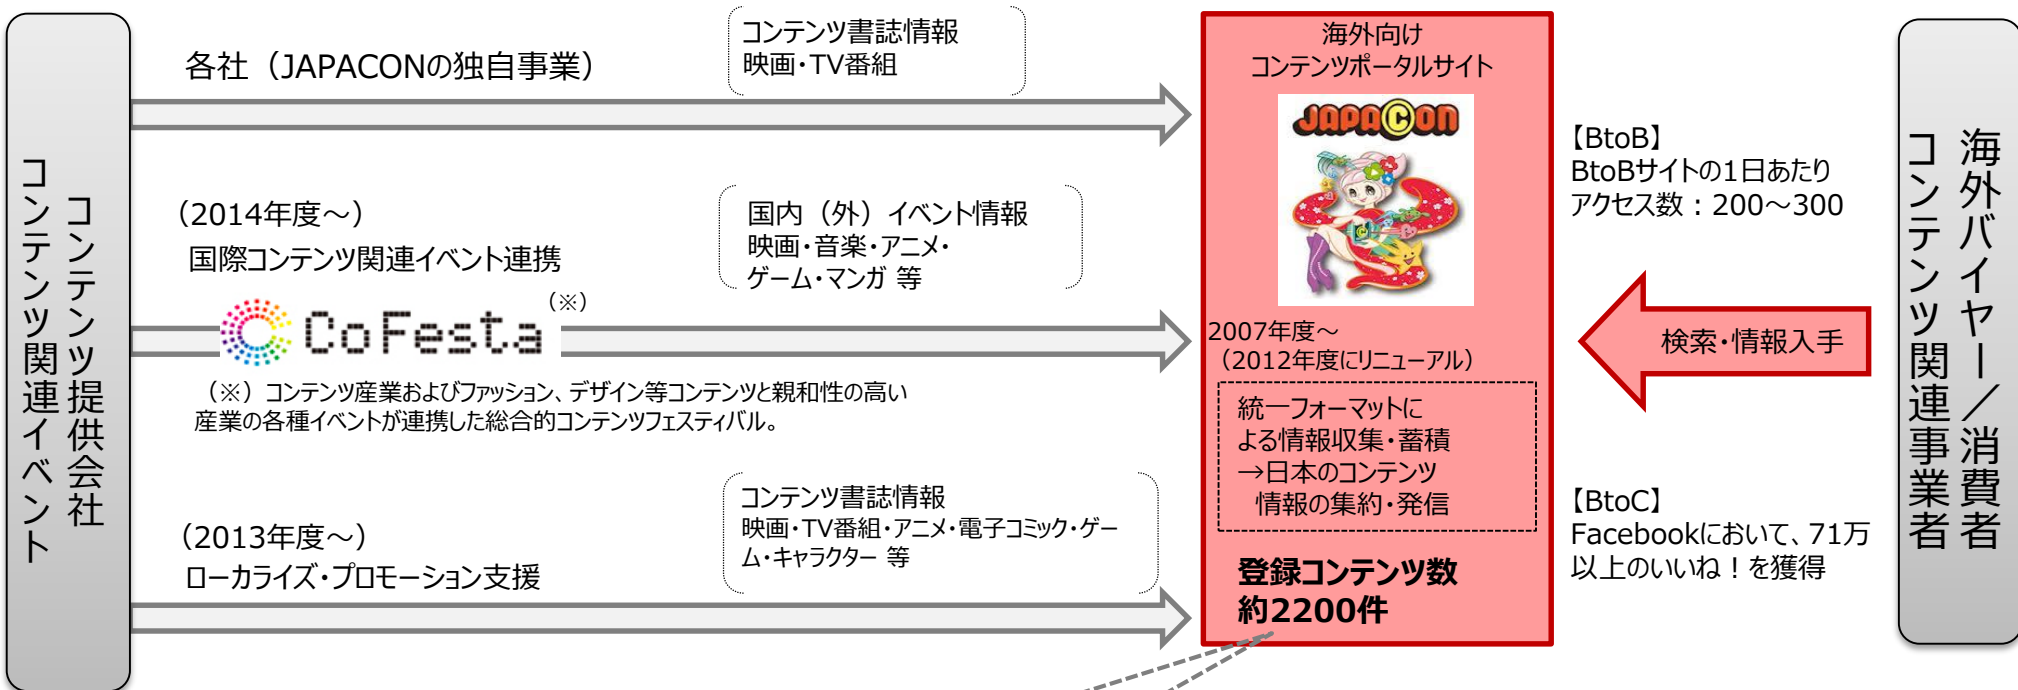 コンテンツ提供会社
コンテンツ関連イベント
各社（JAPACONの独自事業）
コンテンツ書誌情報
映画・TV番組
（2014年度～）
国際コンテンツ関連イベント連携
国内（外）イベント情報
映画・音楽・アニメ・
ゲーム・マンガ 等
CoFesta
（※）
（※）コンテンツ産業およびファッション、デザイン等コンテンツと親和性の高い
産業の各種イベントが連携した総合的コンテンツフェスティバル。
（2013年度～）
ローカライズ・プロモーション支援
コンテンツ書誌情報
映画・TV番組・アニメ・電子コミック・ゲー
ム・キャラクター 等
海外向け
コンテンツポータルサイト
JAPACON
2007年度～
（2012年度にリニューアル）
統一フォーマットに
よる情報収集・蓄積
→日本のコンテンツ
情報の集約・発信
登録コンテンツ数
約2200件
【BtoB】
BtoBサイトの1日あたり
アクセス数：200～300
検索・情報入手
【BtoC】
Facebookにおいて、71万
以上のいいね！を獲得
海外バイヤー／消費者
コンテンツ関連事業者